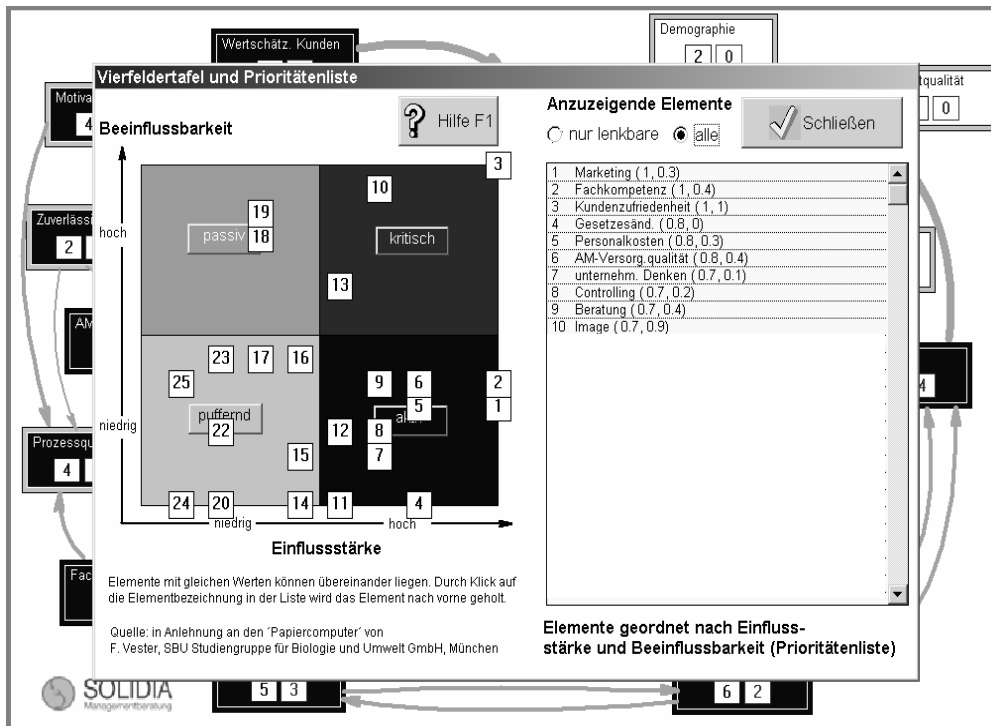 Wertschätz. Kunden
Demographie
2 0
Vierfeldertafel und Prioritätenliste
Motiva
4
tqualität
0
Beeinflussbarkeit
? Hilfe F1
Anzuzeigende Elemente
nur lenkbare
alle
Schließen
hoch
niedrig
passiv
kritisch
puffernd
3
10
19
18
13
23
17
16
25
9
6
2
5
1
22
12
8
15
7
24
20
14
11
4
niedrig
hoch
Einflussstärke
1 Marketing ( 1, 0.3)
2 Fachkompetenz ( 1, 0.4)
3 Kundenzufriedenheit ( 1, 1)
4 Gesetzesänd. ( 0.8, 0)
5 Personalkosten ( 0.8, 0.3)
6 AM-Versorg.qualität ( 0.8, 0.4)
7 unternehm. Denken ( 0.7, 0.1)
8 Controlling ( 0.7, 0.2)
9 Beratung ( 0.7, 0.4)
10 Image ( 0.7, 0.9)
Zuverlässi
2
AM
4
Prozessqu
4
Fac
Elemente mit gleichen Werten können übereinander liegen. Durch Klick auf
die Elementbezeichnung in der Liste wird das Element nach vorne geholt.
Quelle: in Anlehnung an den ´Papiercomputer´ von
F. Vester, SBU Studiengruppe für Biologie und Umwelt GmbH, München
Elemente geordnet nach Einfluss-
stärke und Beeinflussbarkeit (Prioritätenliste)
SOLIDIA
Managementberatung
5 3
6 2